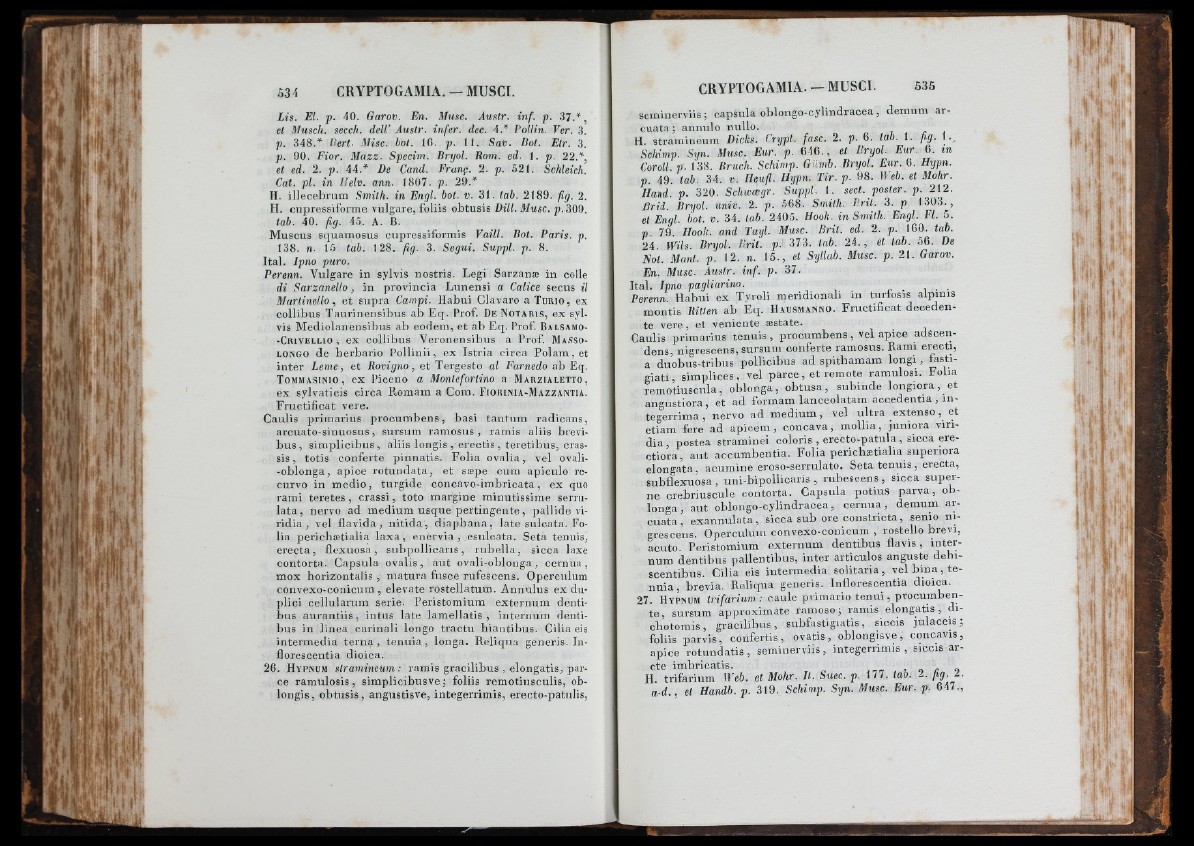 534 CRYPTOGAMIA. — MUSCI.
Lis. El. p. 40. Garov. En. Musc. Austr. inf. p. 37.*,
et Musch. secch. dell' Austr. infer. dec. 4.* Pollin. Ver. 3.
p. 348.* Bert. Misc. bot. 16. p. 11. Sav. Bot. Etr. 3.
p. 90. Fior. Mazz. Specim. Bryol. Rom. ed. 1. p. 22.*,
et ed. 2. p. 44.* De Cand. Franç. 2. p. 521. Schleich.
Cat. pl. in Helv. ann. 1807. p. 29.*
H. illecebrum Smith. in Engl. bot. v. 31. tab. 2189. fig. 2.
H. cupressiforme vulgare, foliis obtusis Dill. Musc. p. 309.
tab. 40. fig. 45. A. B.
Muscus squamosus cupressiformis Vaill. Bot. Paris. p.
138. n. 15 tab. 128. fig. 3. Segui. Suppl. p. 8.
Ital. Ipno puro.
Perenn. Vulgare in sylvis nostris. Legi Sarzanæ in colle
di Sarzanello, in provincia Lunensi a Calice secus il
Martinello, et supra Campi. Habui Clavaro a Turio, ex
collibus Taurinensibus ab Eq. Prof. De Notaris, ex syl-
vis Mediolanensibus ab eodem, et ab Eq. Prof. Balsamo-
-Crivellio, ex collibus Veronensibus a Prof. Masso-
longo de herbario Pollinii, ex Istria circa Polam, et
inter Leme, et Rovigno, et Tergesto al Farnedo ab Eq.
Tommasinio, ex Piceno a Montefortino a Marzialetto,
ex sylvaticis circa Romam a Com. Fiorinia-Mazzantia.
Fructificat vere.
Caulis primarius procumbens, basi tantum radicans,
arcuato-sinuosus, sursum ramosus, ramis aliis brevi-
bus, simplicibus, aliis longis, erectis, teretibus, cras-
sis, totis conferte pinnatis. Folia ovalia, vel ovali-
-oblonga, apice rotundata, et sæpe cum apiculo re-
curvo in medio, turgide concavo-imbricata, ex quo
rami teretes, crassi, toto margine minutissime serru-
lata, nervo ad medium usque pertingente, pallide vi-
ridia, vel flavida, nitida, diaphana, late sulcata. Fo-
lia perichætialia laxa, enervia, esulcata. Seta tenuis,
erecta, flexuosa, subpollicaris, rubella, sicca laxe
contorta. Capsula ovalis, aut ovali-oblonga, cernua,
mox horizontalis, matura fusce rufescens. Operculum
convexo-conicum, elevate rostellatum. Annulus ex du-
plici cellularum serie. Peristomium externum denti-
bus aurantiis, intus late lamellatis, internum denti-
bus in linea carinali longo tractu hiantibus. Cilia eis
intermedia terna, tenuia, longa. Reliqua generis. In-
florescentia dioica.
26. Hypnum stramineum: ramis gracilibus, elongatis, par-
ce ramulosis, simplicibusve; foliis remotiusculis, ob-
longis, obtusis, angustisve, integerrimis, erecto-patulis,
CRYPTOGAMIA. — MUSCI. 535
seminerviis; capsula oblongo-cylindracea, demum ar-
cuata; annulo nullo.
H. stramineum Dicks. Crypt. fasc. 2. p. 6. tab. 1. fig. 1.
Schimp. Syn. Musc. Eur. p. 646., et Bryol. Eur. 6. in
Coroll. p. 138. Bruch. Schimp. Gümb. Bryol. Eur. 6. Hypn.
p. 49. tab. 34. v. Heufl. Hypn. Tir. p. 98. Web. et Mohr.
Hand. p. 320. Schwægr. Suppl. 1. sect. poster. p. 212.
Brid. Bryol. univ. 2. p. 568. Smith. Brit. 3. p. 1303.,
et Engl. bot. v. 34. tab. 2405. Hook. in Smith. Engl. Fl. 5.
p. 79. Hook. and Tayl. Musc. Brit. ed. 2. p. 160. tab.
24. Wils. Bryol. Brit. p. 373. tab. 24., et tab. 56. De
Not. Mant. p. 12. n. 15., et Syllab. Musc. p. 21. Garov.
En. Musc. Austr. inf. p. 37.
Ital. Ipno pagliarino.
Perenn. Habui ex Tyroli meridionali in turfosis alpinis
montis Ritten ab Eq. Hausmanno. Fructificat deceden-
te vere, et veniente æstate.
Caulis primarius tenuis, procumbens, vel apice adscen-
dens, nigrescens, sursum conferte ramosus. Rami erecti,
a duobus-tribus pollicibus ad spithamam longi, fasti-
giati, simplices, vel parce, et remote ramulosi. Folia
remotiuscula, oblonga, obtusa, subinde longiora, et
angustiora, et ad formam lanceolatam accedentia, in-
tegerrima, nervo ad medium, vel ultra extenso, et
etiam fere ad apicem, concava, mollia, juniora viri-
dia, postea straminei coloris, erecto-patula, sicca ere-
ctiora, aut accumbentia. Folia perichætialia superiora
elongata, acumine eroso-serrulato. Seta tenuis, erecta,
subflexuosa, uni-bipollicaris, rubescens, sicca super-
ne crebriuscule contorta. Capsula potius parva, ob-
longa, aut oblongo-cylindracea, cernua, demum ar-
cuata, exannulata, sicca sub ore constricta, senio ni-
grescens. Operculum convexo-conicum, rostello brevi,
acuto. Peristomium externum dentibus flavis, inter-
num dentibus pallentibus, inter articulos anguste dehi-
scentibus. Cilia eis intermedia solitaria, vel bina, te-
nuia, brevia. Reliqua generis. Inflorescentia dioica.
27. Hypnum trifarium: caule primario tenui, procumben-
te, sursum approximate ramoso; ramis elongatis, di-
chotomis, gracilibus, subfastigiatis, siccis julaceis;
foliis parvis, confertis, ovatis, oblongisve, concavis,
apice rotundatis, seminerviis, integerrimis, siccis ar-
cte imbricatis.
H. trifarium Web. et Mohr. It. Suec. p. 177. tab. 2. fig. 2.
a-d., et Handb. p. 319. Schimp. Syn. Musc. Eur. p. 647.,